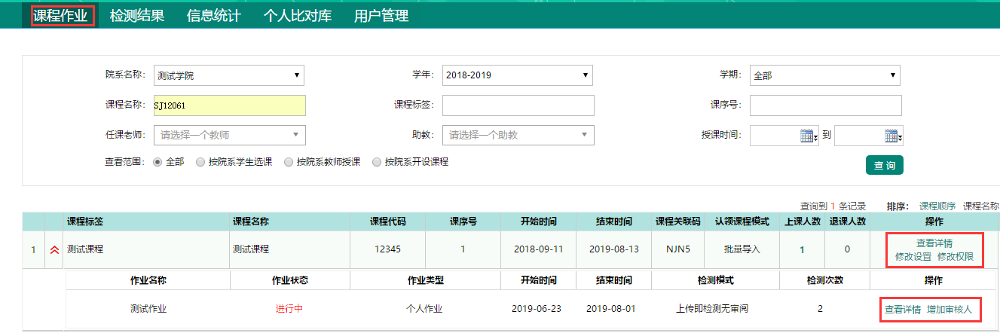 课程作业 检测结果 信息统计 个人比对库 用户管理
院系名称： 测试学院 学年： 2018-2019 学期： 全部
课程名称： SJ12061 课程标签： 课序号：
任课老师： 请选择一个教师 助教： 请选择一个助教 授课时间： 到
查看范围： 全部 按院系学生选课 按院系教师授课 按院系开设课程 查 询
查询到 1 条记录 排序： 课程顺序 课程名称
课程标签 课程名称 课程代码 课序号 开始时间 结束时间 课程关联码 认领课程模式 上课人数 退课人数 操作
1 测试课程 测试课程 12345 1 2018-09-11 2019-08-13 NJN5 批量导入 1 0 查看详情
修改设置 修改权限
作业名称 作业状态 作业类型 开始时间 结束时间 检测模式 检测次数 操作
测试作业 进行中 个人作业 2019-06-23 2019-08-01 上传即检测无审阅 2 查看详情 增加审核人